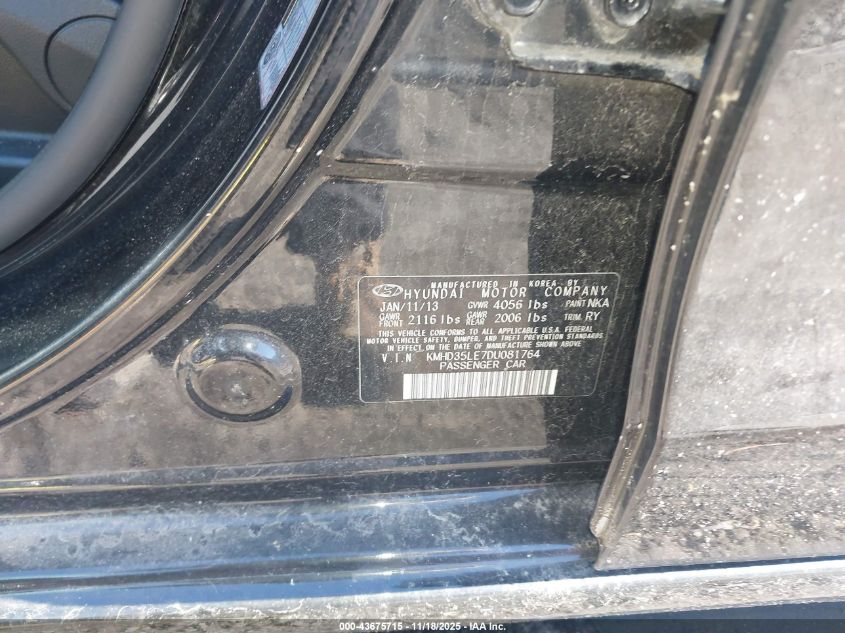 MANUFACTURED IN KOREA BY
HYUNDAI MOTOR COMPANY
JAN/11/13 GVWR 4056 lbs PAINT NKA
GAWR FRONT 2116 lbs GAWR REAR 2006 lbs TRIM RY
THIS VEHICLE CONFORMS TO ALL APPLICABLE U.S.A. FEDERAL
MOTOR VEHICLE SAFETY, BUMPER, AND THEFT PREVENTION STANDARDS
IN EFFECT ON THE DATE OF MANUFACTURE SHOWN ABOVE
V.I.N KMHD35LE7DU081764
PASSENGER CAR
000-43675715 - 11/18/2025 - © IAA Inc.